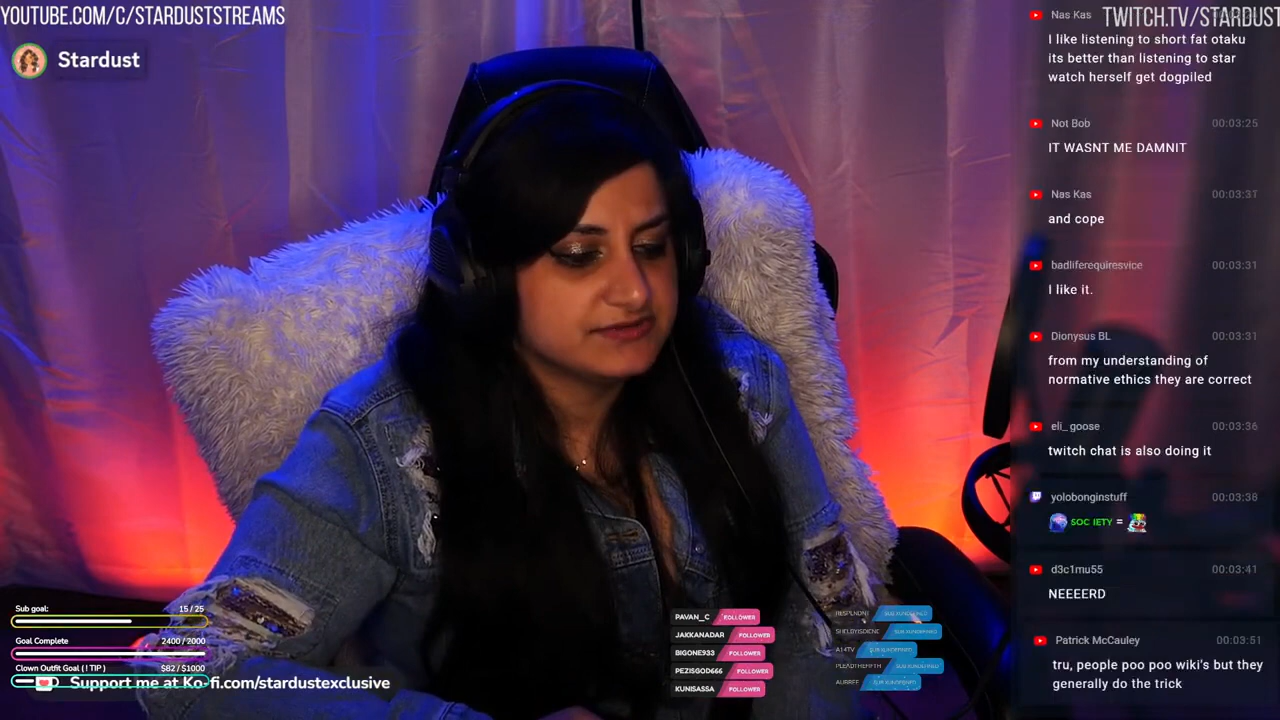 YOUTUBE.COM/C/STARDUSTSTREAMS
TWITCH.TV/STARDUST
Stardust
Nas Kas
I like listening to short fat otaku
its better than listening to star
watch herself get dogpiled
Not Bob 00:03:25
IT WASNT ME DAMNIT
Nas Kas 00:03:31
and cope
badliferequiresvice 00:03:31
I like it.
Dionysus BL 00:03:31
from my understanding of
normative ethics they are correct
eli_goose 00:03:36
twitch chat is also doing it
yolobonginstuff 00:03:38
SOC IETY =
d3c1mu55 00:03:41
NEEERD
Patrick McCauley 00:03:51
tru, people poo poo wiki's but they
generally do the trick
Sub goal: 15 / 25
Goal Complete 2400 / 2000
Clown Outfit Goal ( ! TIP ) $82 / $1000
Support me at Ko-fi.com/stardustexclusive
PAVAN_C FOLLOWER
JAKKANADAR FOLLOWER
BIGONE933 FOLLOWER
PEZISGOD666 FOLLOWER
KUNISASSA FOLLOWER
A14TV